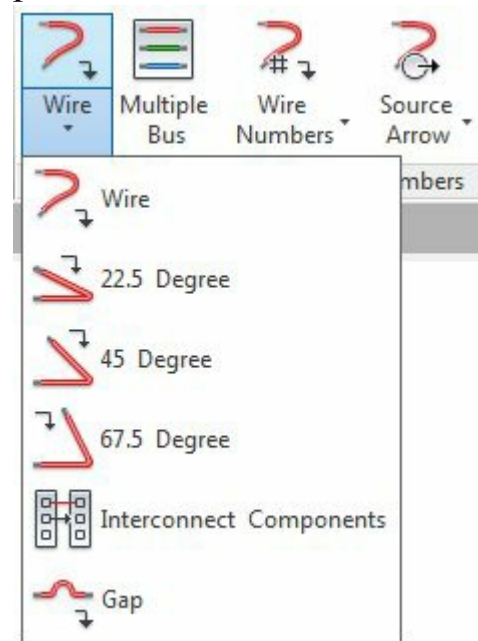 Wire Multiple Wire Source
Bus Numbers Arrow
mbers
Wire
22.5 Degree
45 Degree
67.5 Degree
Interconnect Components
Gap